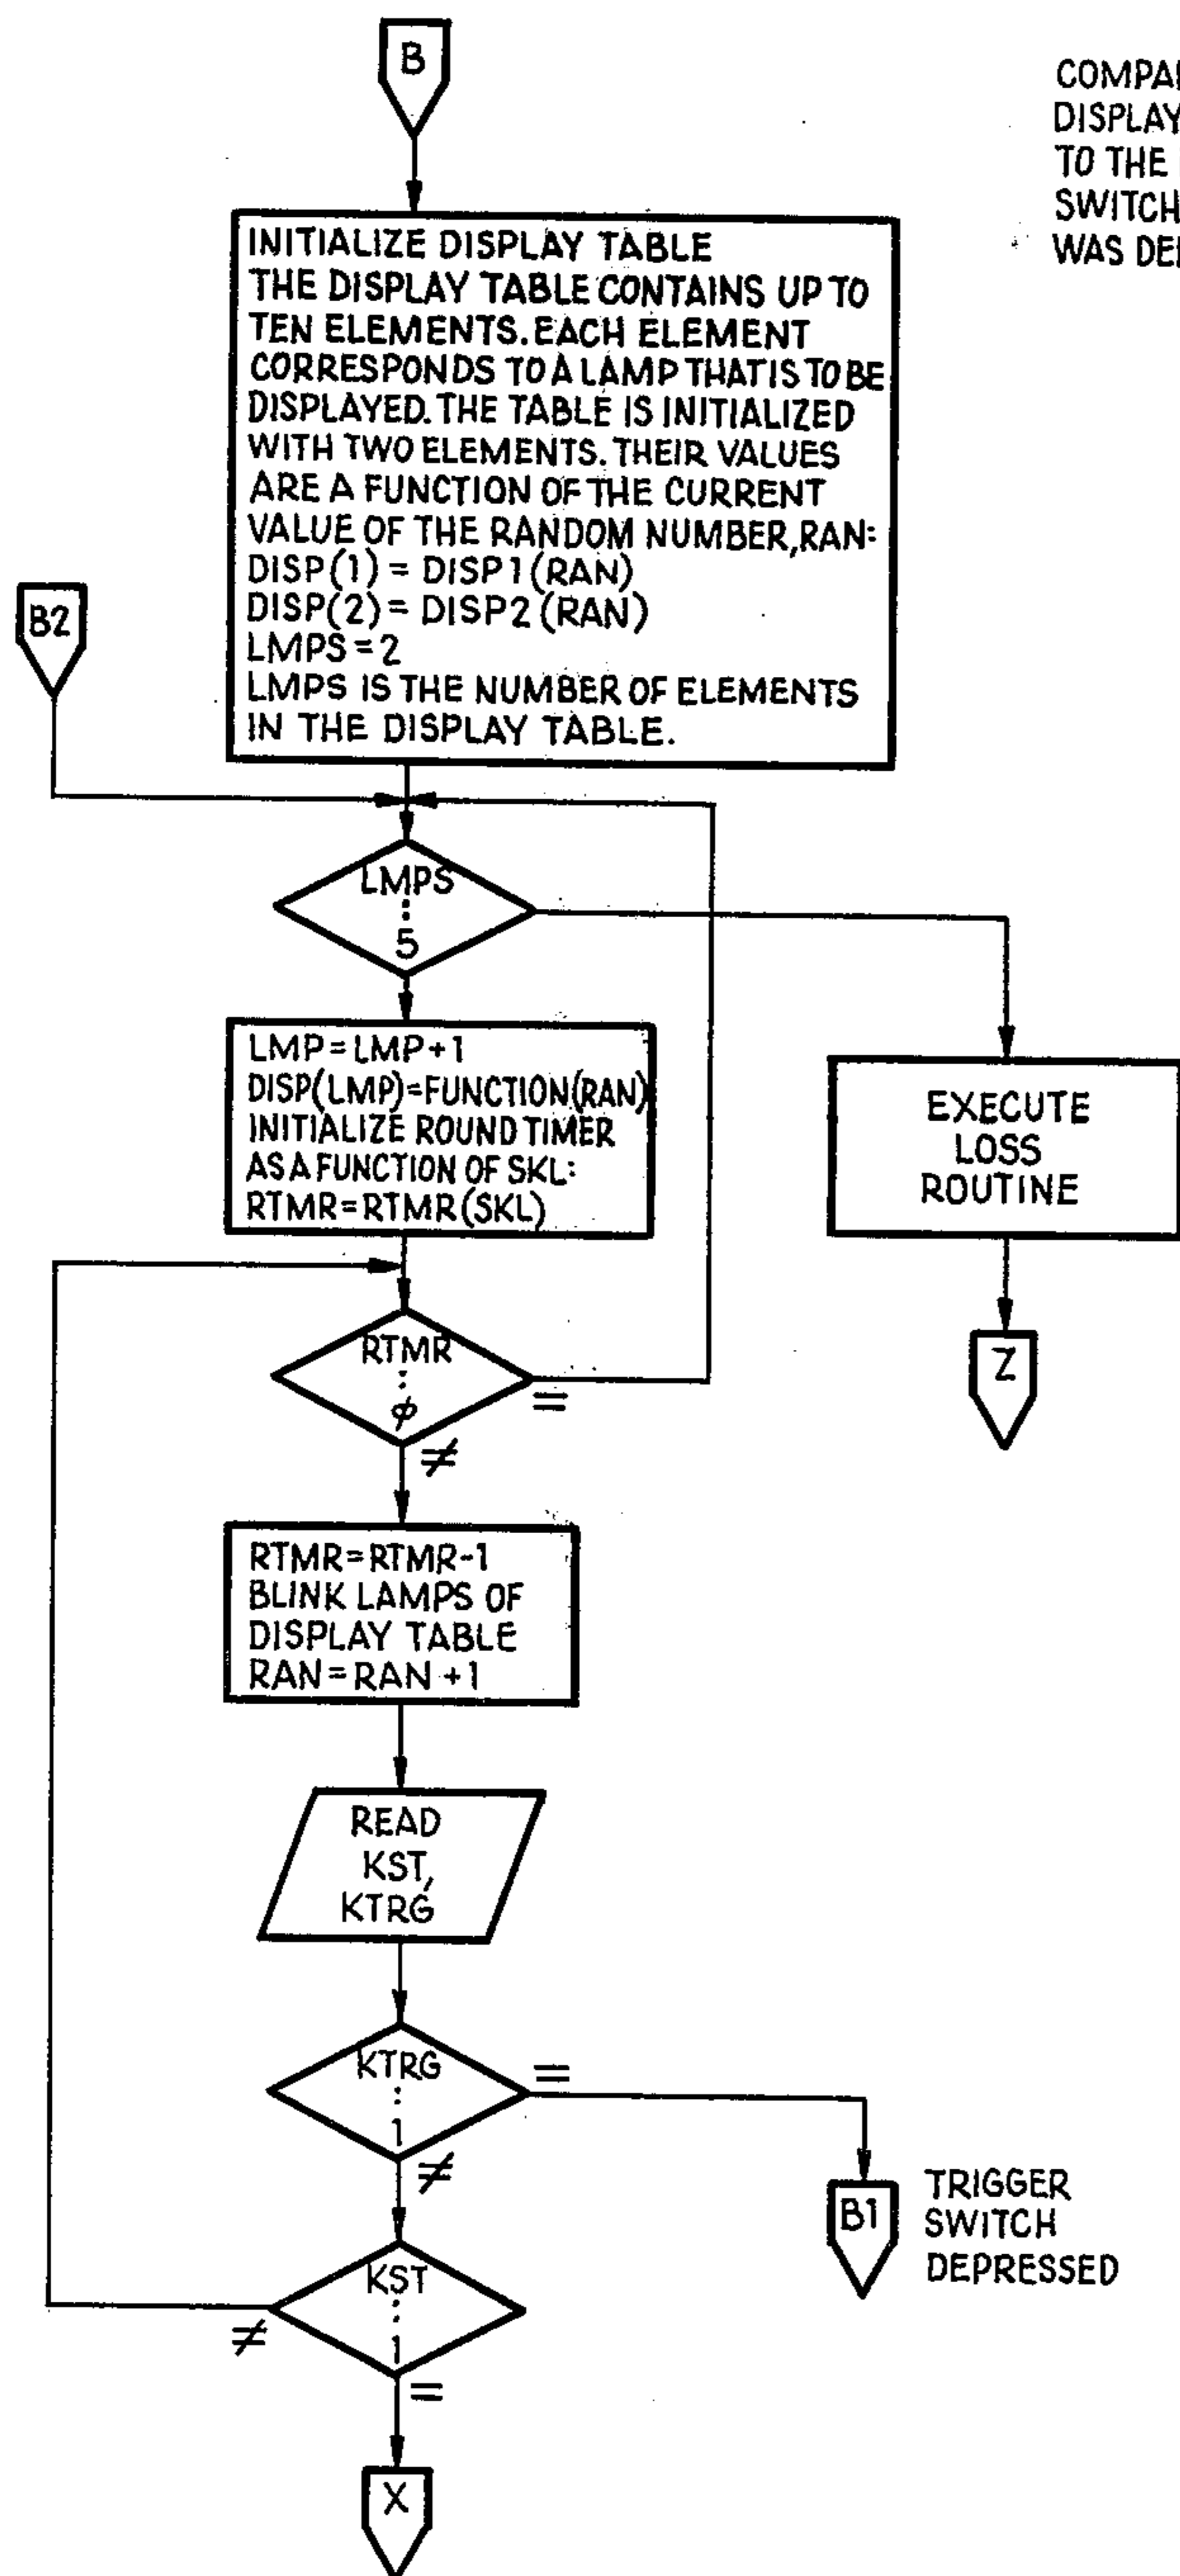 B
COMPA
DISPLAY
TO THE
SWITCH
WAS DE
INITIALIZE DISPLAY TABLE
THE DISPLAY TABLE CONTAINS UP TO
TEN ELEMENTS. EACH ELEMENT
CORRESPONDS TO A LAMP THAT IS TO BE
DISPLAYED. THE TABLE IS INITIALIZED
WITH TWO ELEMENTS. THEIR VALUES
ARE A FUNCTION OF THE CURRENT
VALUE OF THE RANDOM NUMBER, RAN:
DISP(1) = DISP1(RAN)
DISP(2) = DISP2(RAN)
LMPS = 2
LMPS IS THE NUMBER OF ELEMENTS
IN THE DISPLAY TABLE.
B2
LMPS
:
5
LMP=LMP+1
DISP(LMP)=FUNCTION(RAN)
INITIALIZE ROUND TIMER
AS A FUNCTION OF SKL:
RTMR=RTMR(SKL)
EXECUTE
LOSS
ROUTINE
Z
RTMR
:
φ
=
≠
RTMR=RTMR-1
BLINK LAMPS OF
DISPLAY TABLE
RAN=RAN+1
READ
KST,
KTRG
KTRG
:
1
=
≠
B1
TRIGGER
SWITCH
DEPRESSED
KST
:
1
≠
=
X